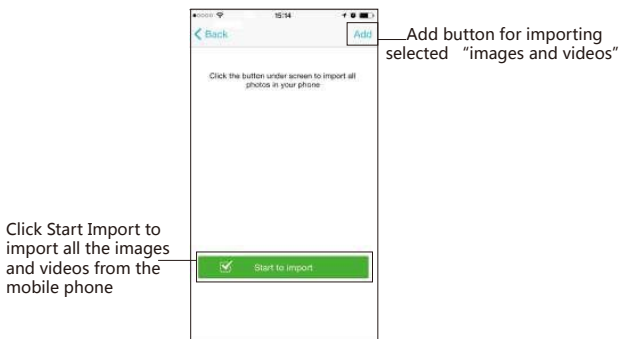 15:14
Back
Add
Add button for importing
selected “images and videos”
Click the button under screen to import all
photos in your phone
Click Start Import to
import all the images
and videos from the
mobile phone
Start to import